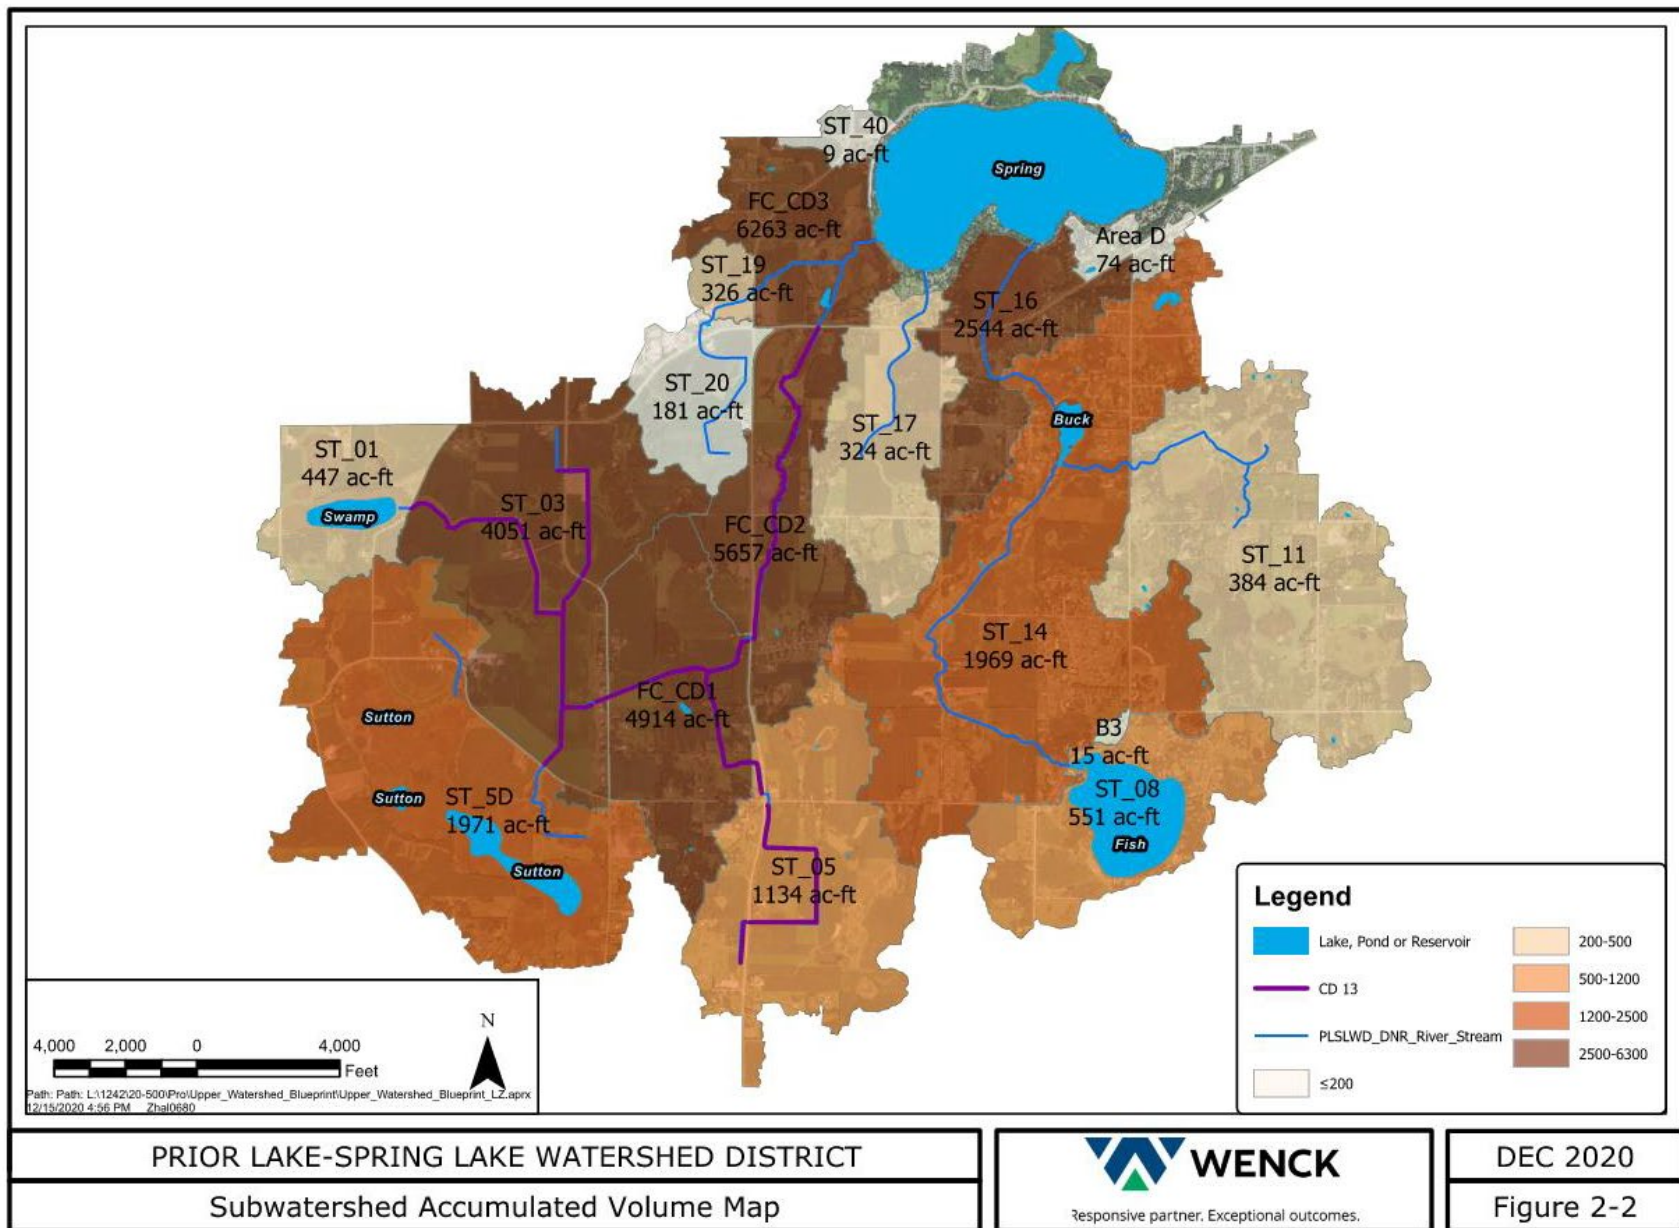 ST_40
9 ac-ft
Spring
FC_CD3
6263 ac-ft
Area D
74 ac-ft
ST_19
326 ac-ft
ST_16
2544 ac-ft
ST_20
181 ac-ft
ST_17
324 ac-ft
Buck
ST_01
447 ac-ft
Swamp
ST_03
4051 ac-ft
FC_CD2
5657 ac-ft
ST_11
384 ac-ft
ST_14
1969 ac-ft
FC_CD1
4914 ac-ft
Sutton
B3
15 ac-ft
Sutton
ST_5D
1971 ac-ft
ST_08
551 ac-ft
Fish
Sutton
ST_05
1134 ac-ft
Legend
Lake, Pond or Reservoir
CD 13
PLSLWD_DNR_River_Stream
≤200
200-500
500-1200
1200-2500
2500-6300
N
4,000 2,000 0 4,000
Feet
Path: Path: L:\1242\20-500\Pro\Upper_Watershed_Blueprint\Upper_Watershed_Blueprint_LZ.aprx
12/15/2020 4:56 PM Zhal0680
PRIOR LAKE-SPRING LAKE WATERSHED DISTRICT
Subwatershed Accumulated Volume Map
WENCK
Responsive partner. Exceptional outcomes.
DEC 2020
Figure 2-2